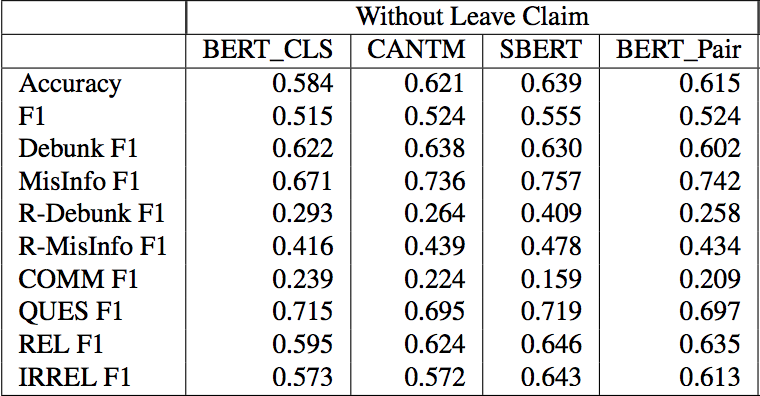 Without Leave Claim
BERT_CLS CANTM SBERT BERT_Pair
Accuracy 0.584 0.621 0.639 0.615
F1 0.515 0.524 0.555 0.524
Debunk F1 0.622 0.638 0.630 0.602
MisInfo F1 0.671 0.736 0.757 0.742
R-Debunk F1 0.293 0.264 0.409 0.258
R-MisInfo F1 0.416 0.439 0.478 0.434
COMM F1 0.239 0.224 0.159 0.209
QUES F1 0.715 0.695 0.719 0.697
REL F1 0.595 0.624 0.646 0.635
IRREL F1 0.573 0.572 0.643 0.613